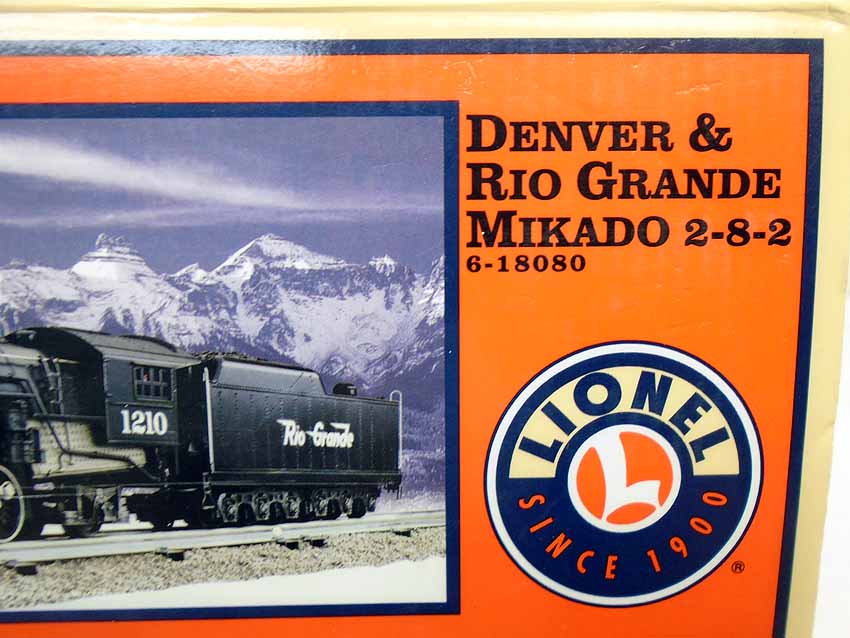 DENVER &
RIO GRANDE
MIKADO 2-8-2
6-18080
1210
Rio Grande
LIONEL
L
SINCE 1900
®